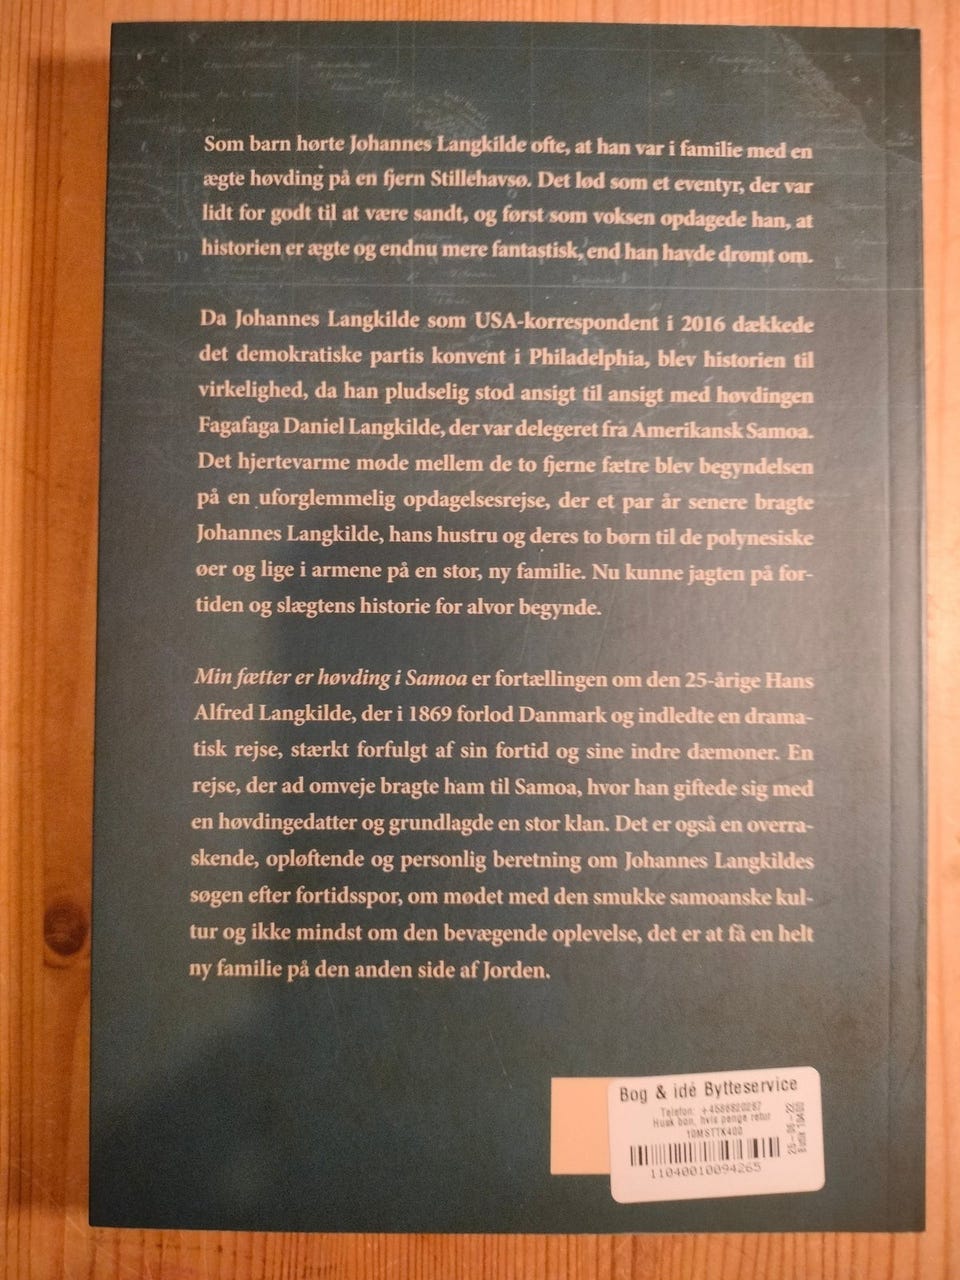 Som barn hørte Johannes Langkilde ofte, at han var i familie med en
ægte høvding på en fjern Stillehavsø. Det lød som et eventyr, der var
lidt for godt til at være sandt, og først som voksen opdagede han, at
historien er ægte og endnu mere fantastisk, end han havde drømt om.
Da Johannes Langkilde som USA-korrespondent i 2016 dækkede
det demokratiske partis konvent i Philadelphia, blev historien til
virkelighed, da han pludselig stod ansigt til ansigt med høvdingen
Fagafaga Daniel Langkilde, der var delegeret fra Amerikansk Samoa.
Det hjertevarme møde mellem de to fjerne fætre blev begyndelsen
på en uforglemmelig opdagelsesrejse, der et par år senere bragte
Johannes Langkilde, hans hustru og deres to børn til de polynesiske
øer og lige i armene på en stor, ny familie. Nu kunne jagten på for-
tiden og slægtens historie for alvor begynde.
Min fætter er høvding i Samoa er fortællingen om den 25-årige Hans
Alfred Langkilde, der i 1869 forlod Danmark og indledte en drama-
tisk rejse, stærkt forfulgt af sin fortid og sine indre dæmoner. En
rejse, der ad omveje bragte ham til Samoa, hvor han giftede sig med
en høvdingedatter og grundlagde en stor klan. Det er også en overra-
skende, opløftende og personlig beretning om Johannes Langkildes
søgen efter fortidsspor, om mødet med den smukke samoanske kul-
tur og ikke mindst om den bevægende oplevelse, det er at få en helt
ny familie på den anden side af Jorden.
Bog & idé Bytteservice
Telefon: +4586820267
Husk bon, hvis penge retur
10MSTTK400
11040010094265